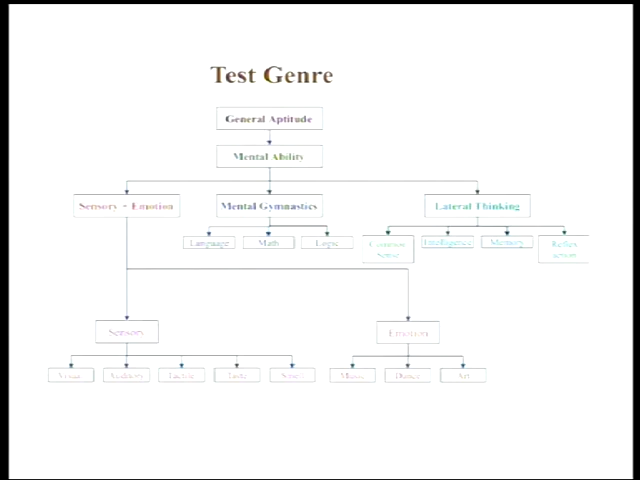 Test Genre
General Aptitude
Mental Ability
Sensory - Emotion
Mental Gymnastics
Lateral Thinking
Language
Math
Logic
Common
Sense
Intelligence
Memory
Reflex
action
Sensory
Emotion
Visual
Auditory
Tactile
Taste
Smell
Music
Dance
Art